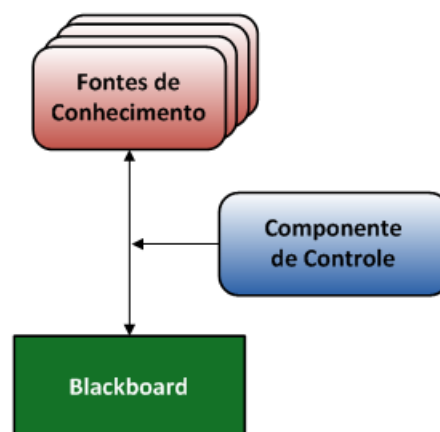 Fontes de
Conhecimento
Componente
de Controle
Blackboard